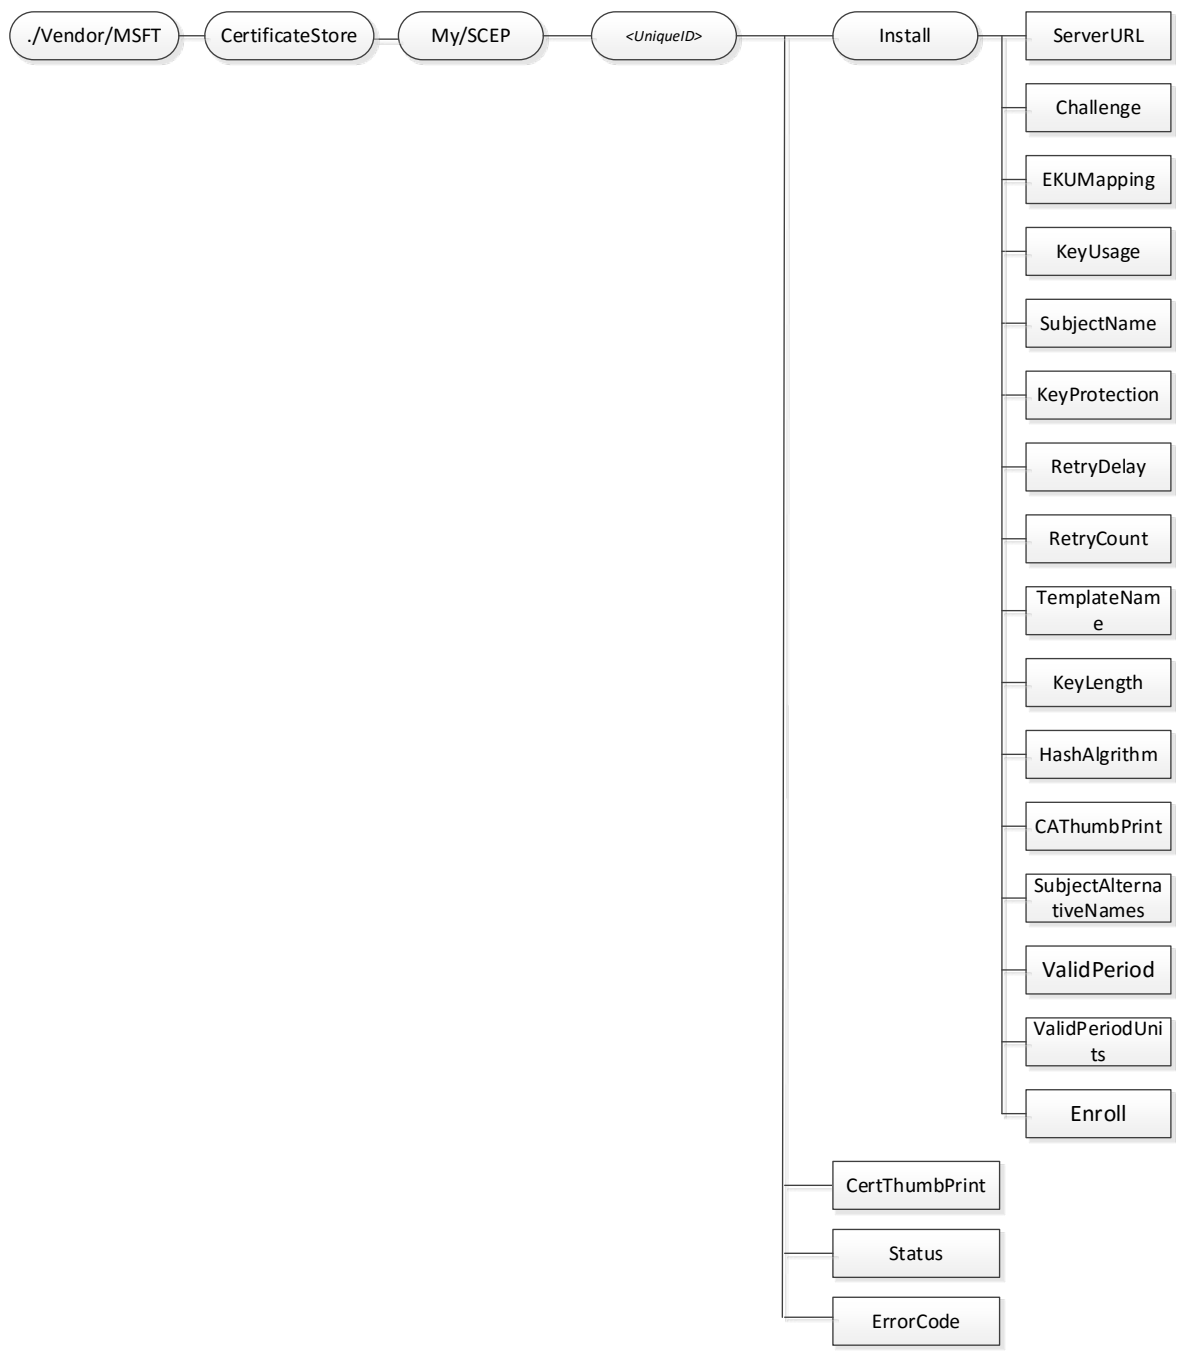 ./Vendor/MSFT
CertificateStore
My/SCEP
<UniqueID>
Install
ServerURL
Challenge
EKUMapping
KeyUsage
SubjectName
KeyProtection
RetryDelay
RetryCount
TemplateNam
e
KeyLength
HashAlgrithm
CAThumbPrint
SubjectAlterna
tiveNames
ValidPeriod
ValidPeriodUni
ts
Enroll
CertThumbPrint
Status
ErrorCode